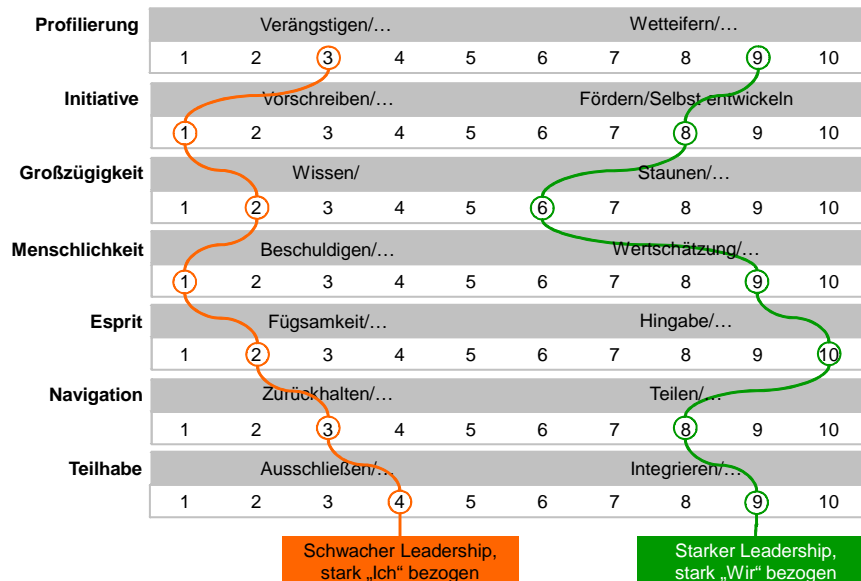 Profilierung Verängstigen/… Wetteifern/…
1 2 3 4 5 6 7 8 9 10
Initiative Vorschreiben/… Fördern/Selbst entwickeln
1 2 3 4 5 6 7 8 9 10
Großzügigkeit Wissen/ Staunen/…
1 2 3 4 5 6 7 8 9 10
Menschlichkeit Beschuldigen/… Wertschätzung/…
1 2 3 4 5 6 7 8 9 10
Esprit Fügsamkeit/… Hingabe/…
1 2 3 4 5 6 7 8 9 10
Navigation Zurückhalten/… Teilen/…
1 2 3 4 5 6 7 8 9 10
Teilhabe Ausschließen/… Integrieren/…
1 2 3 4 5 6 7 8 9 10
Schwacher Leadership, Starker Leadership,
stark „Ich“ bezogen stark „Wir“ bezogen